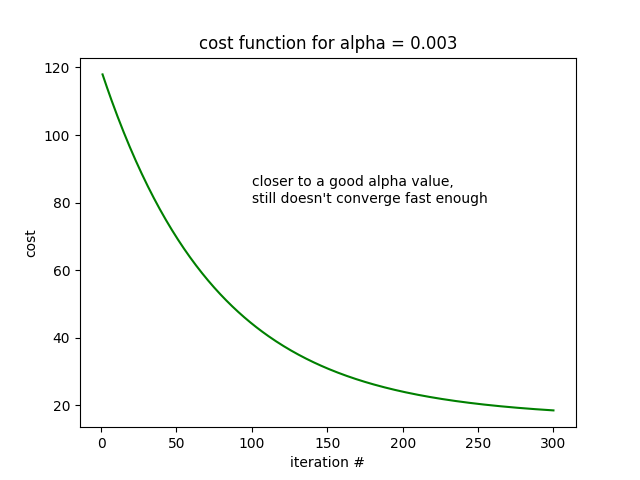 cost function for alpha = 0.003
120
100
80
60
40
20
cost
closer to a good alpha value,
still doesn't converge fast enough
0
50
100
150
200
250
300
iteration #